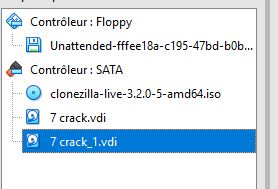 Contrôleur : Floppy
Unattended-fffee18a-c195-47bd-b0b...
Contrôleur : SATA
clonezilla-live-3.2.0-5-amd64.iso
7 crack.vdi
7 crack_1.vdi